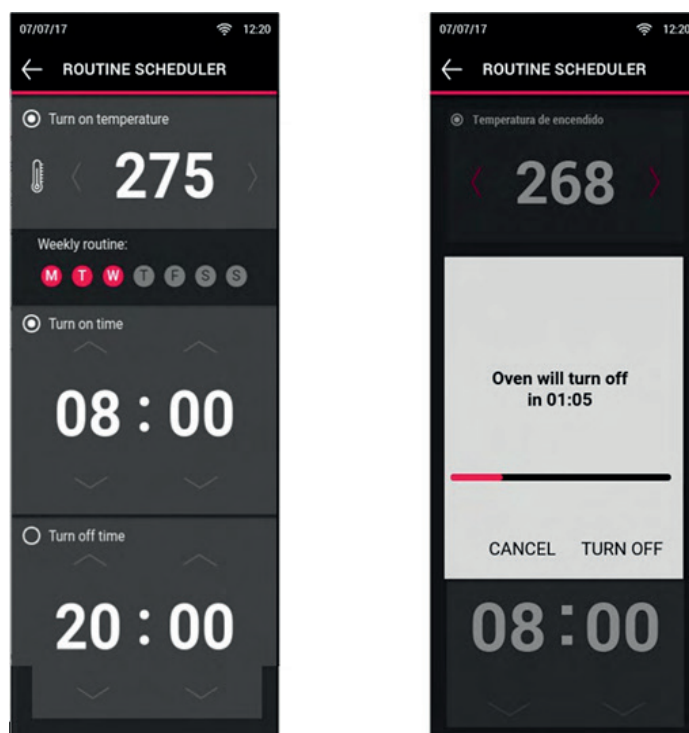 07/07/17 12:20
ROUTINE SCHEDULER
Turn on temperature
275
Weekly routine:
M T W T F S S
Turn on time
08 : 00
Turn off time
20 : 00
07/07/17 12:20
ROUTINE SCHEDULER
Temperatura de encendido
268
Oven will turn off
in 01:05
CANCEL TURN OFF
08:00